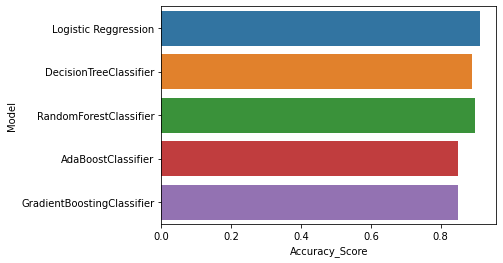 Logistic Reggression
DecisionTreeClassifier
RandomForestClassifier
AdaBoostClassifier
GradientBoostingClassifier
Model
0.0 0.2 0.4 0.6 0.8
Accuracy_Score